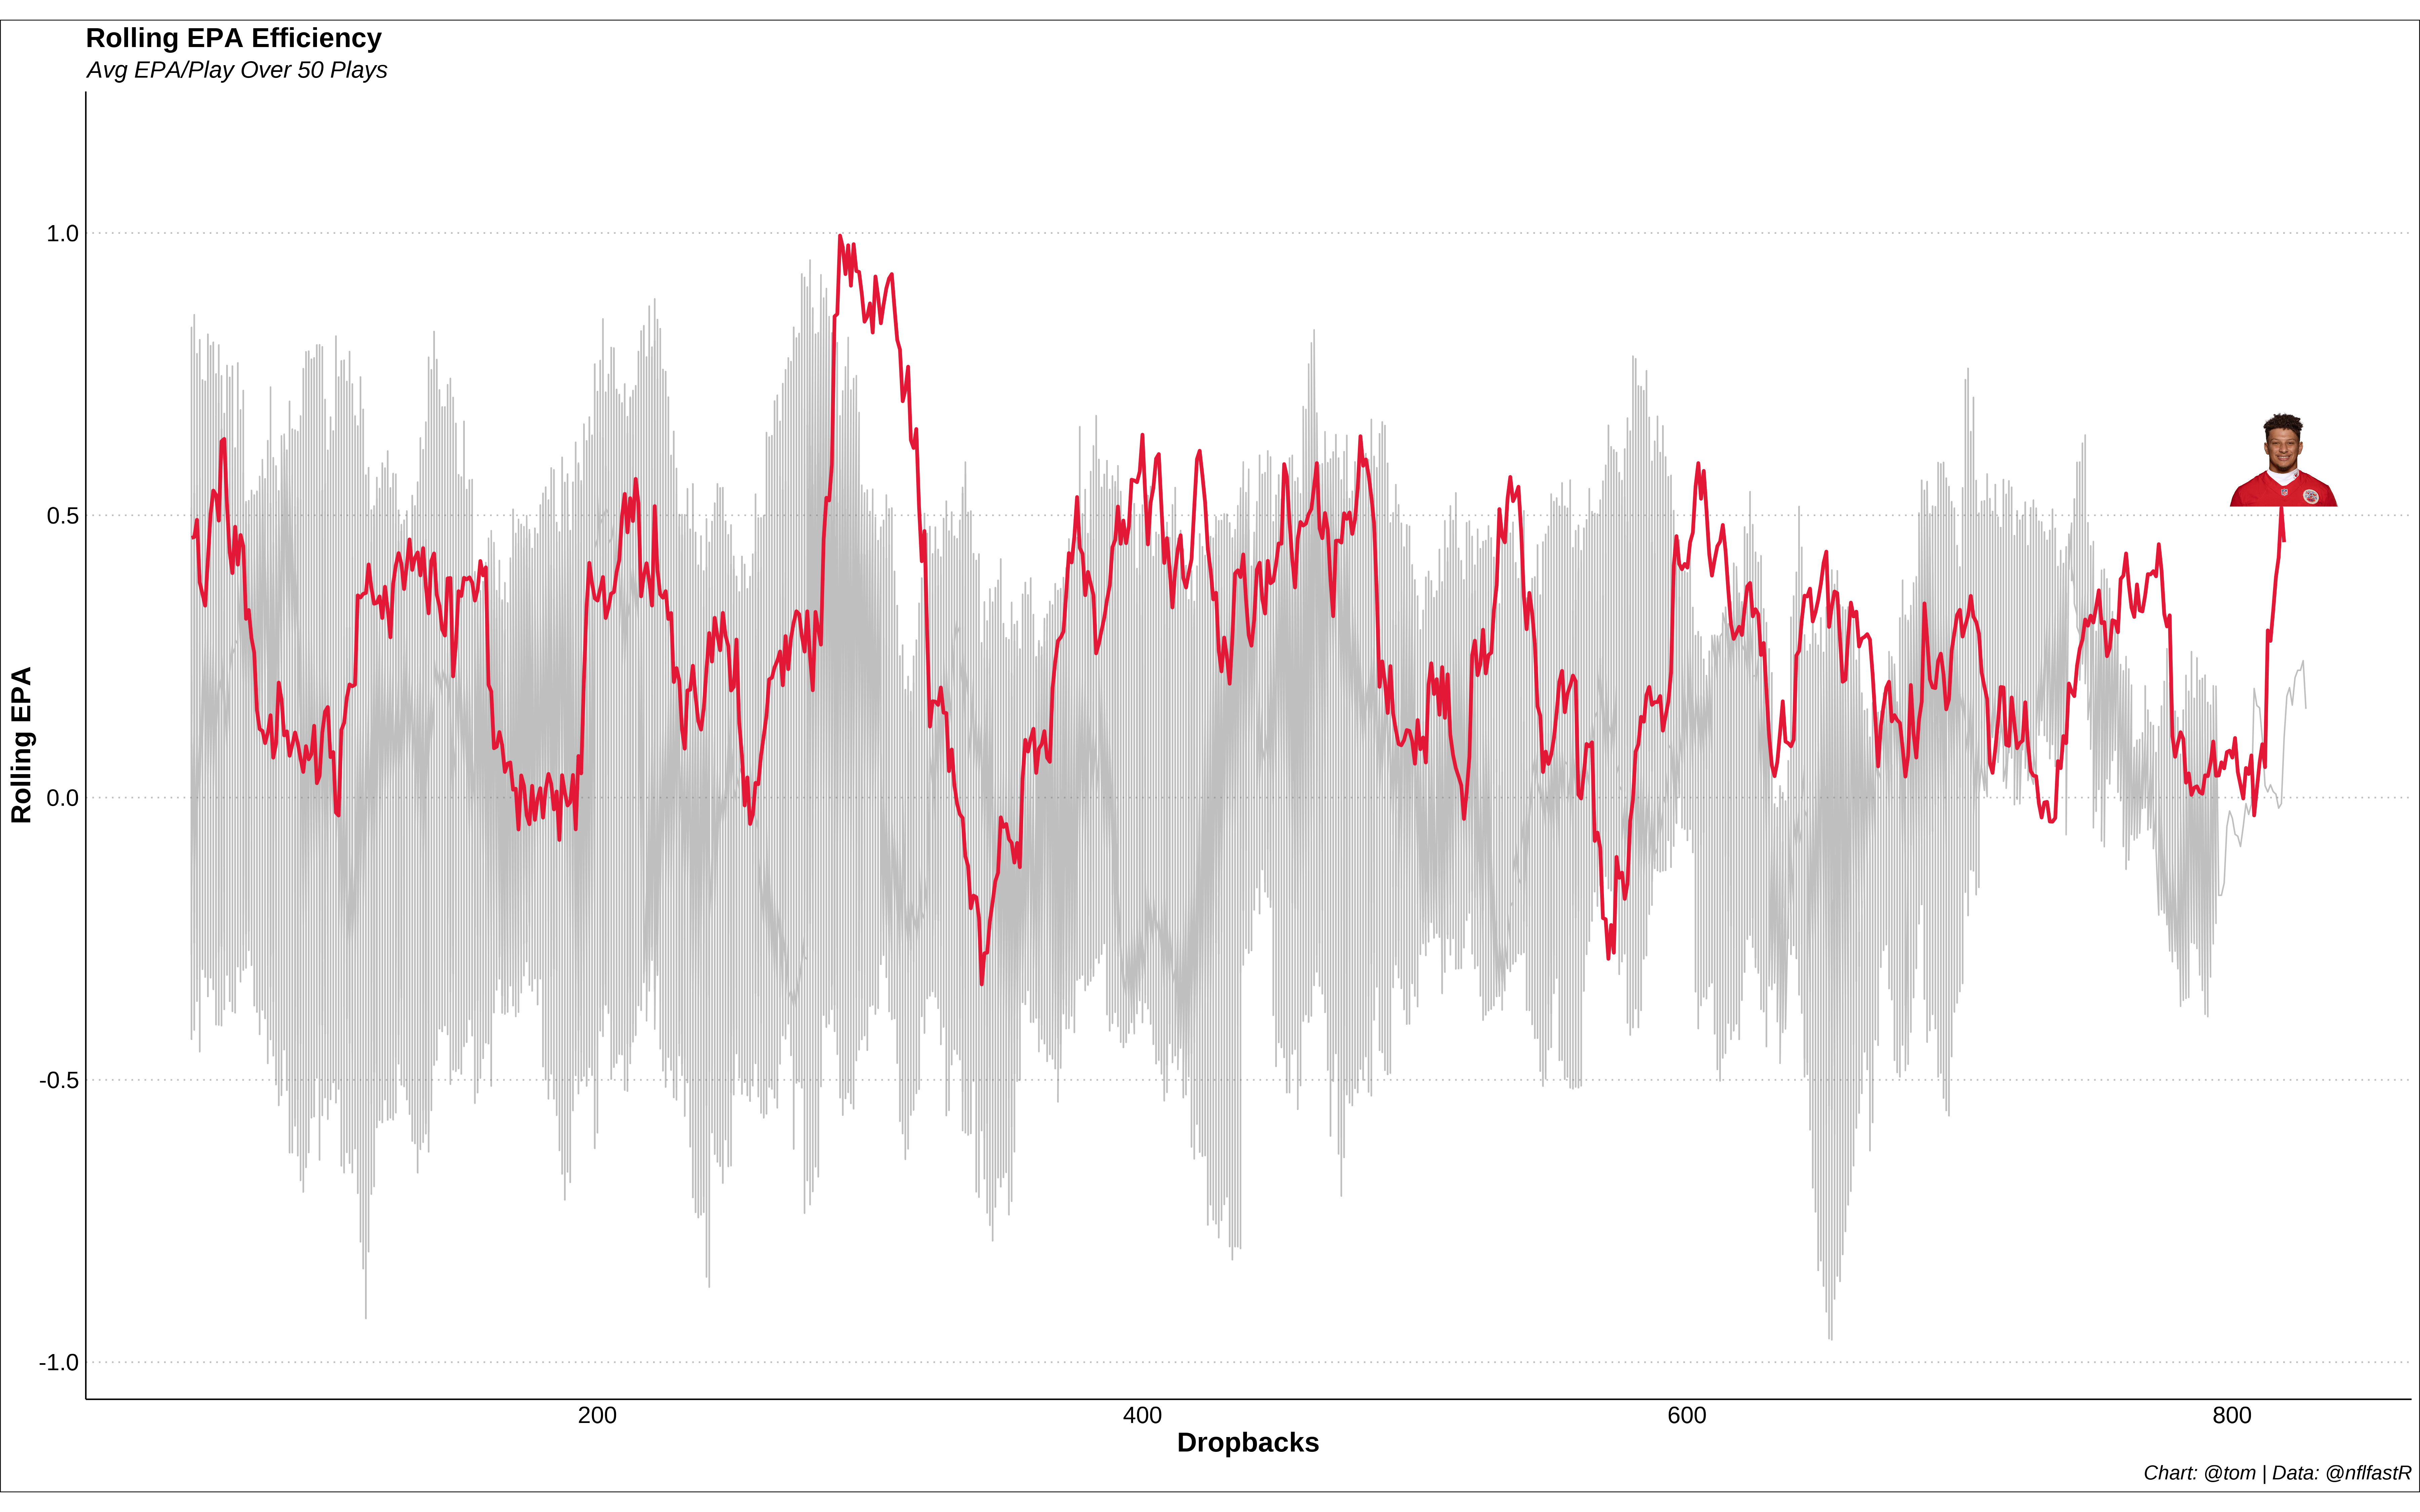 Rolling EPA Efficiency
Avg EPA/Play Over 50 Plays
Rolling EPA
1.0
0.5
0.0
-0.5
-1.0
200 400 600 800
Dropbacks
Chart: @tom | Data: @nflfastR